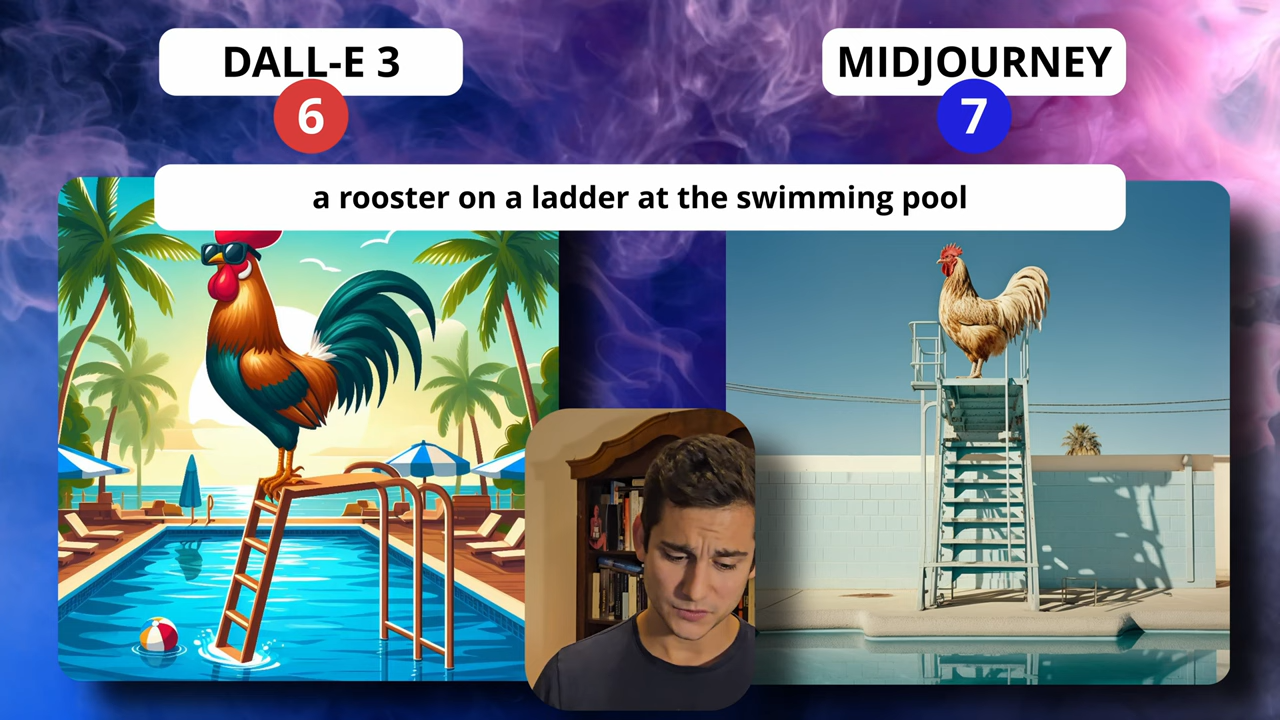 DALL-E 3
6
MIDJOURNEY
7
a rooster on a ladder at the swimming pool